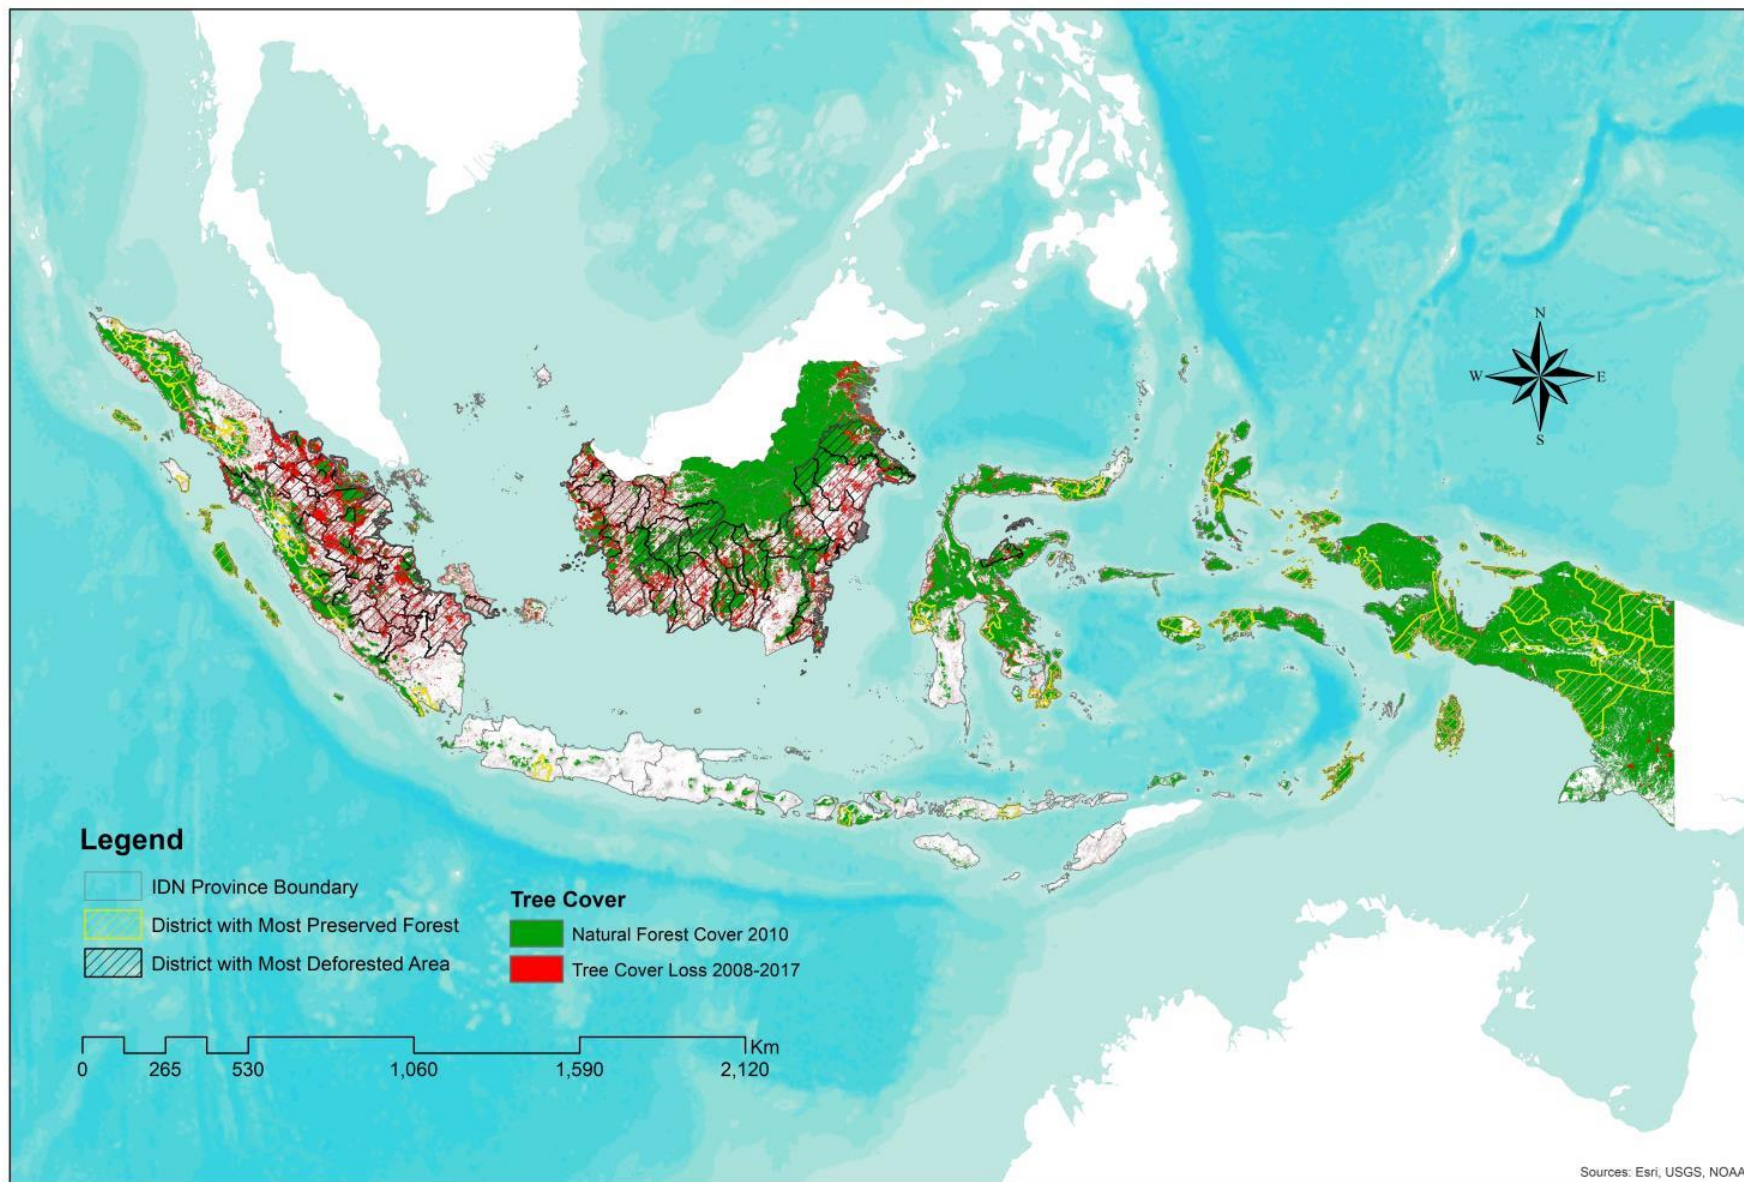 N
W E
S
Legend
IDN Province Boundary
District with Most Preserved Forest
District with Most Deforested Area
Tree Cover
Natural Forest Cover 2010
Tree Cover Loss 2008-2017
Km
0 265 530 1,060 1,590 2,120
Sources: Esri, USGS, NOAA